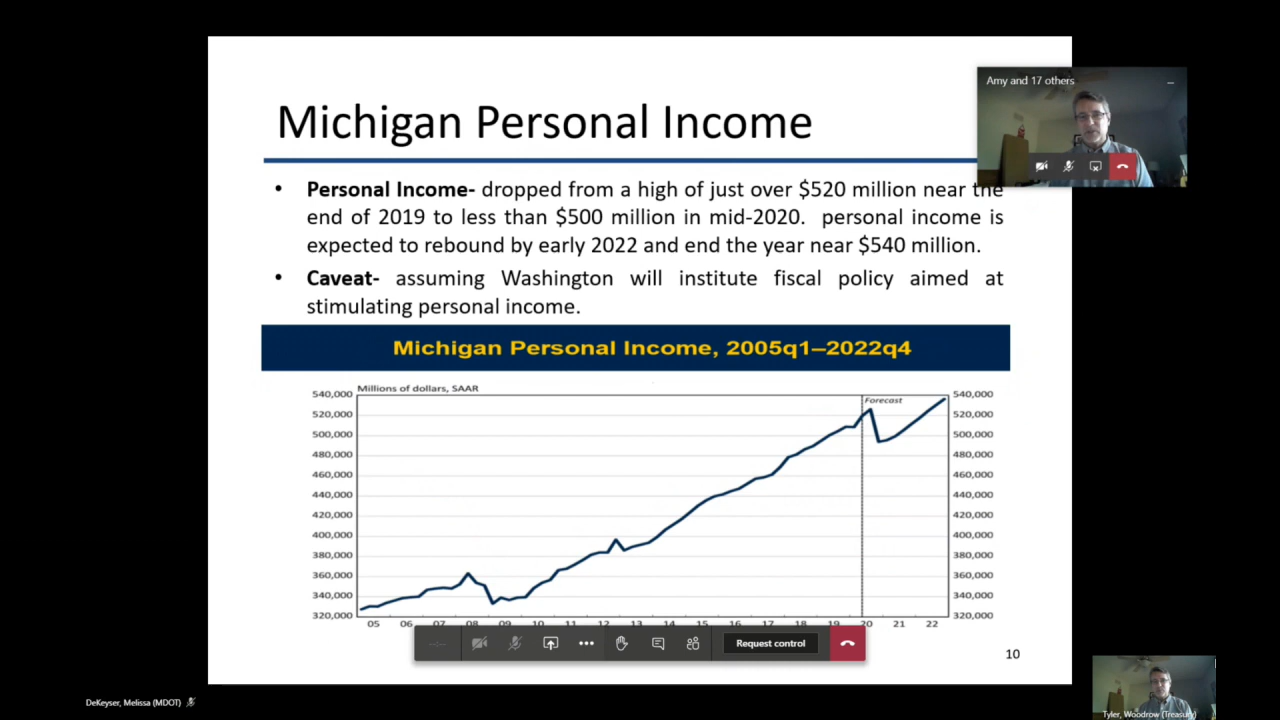 Amy and 17 others
Michigan Personal Income
• Personal Income- dropped from a high of just over $520 million near the
end of 2019 to less than $500 million in mid-2020. personal income is
expected to rebound by early 2022 and end the year near $540 million.
• Caveat- assuming Washington will institute fiscal policy aimed at
stimulating personal income.
Michigan Personal Income, 2005q1–2022q4
Millions of dollars, SAAR
Forecast
540,000 540,000
520,000 520,000
500,000 500,000
480,000 480,000
460,000 460,000
440,000 440,000
420,000 420,000
400,000 400,000
380,000 380,000
360,000 360,000
340,000 340,000
320,000 320,000
05 06 07 08 09 10 11 12 13 14 15 16 17 18 19 20 21 22
Request control
10
DeKeyser, Melissa (MDOT)
Tyler, Woodrow (Treasury)